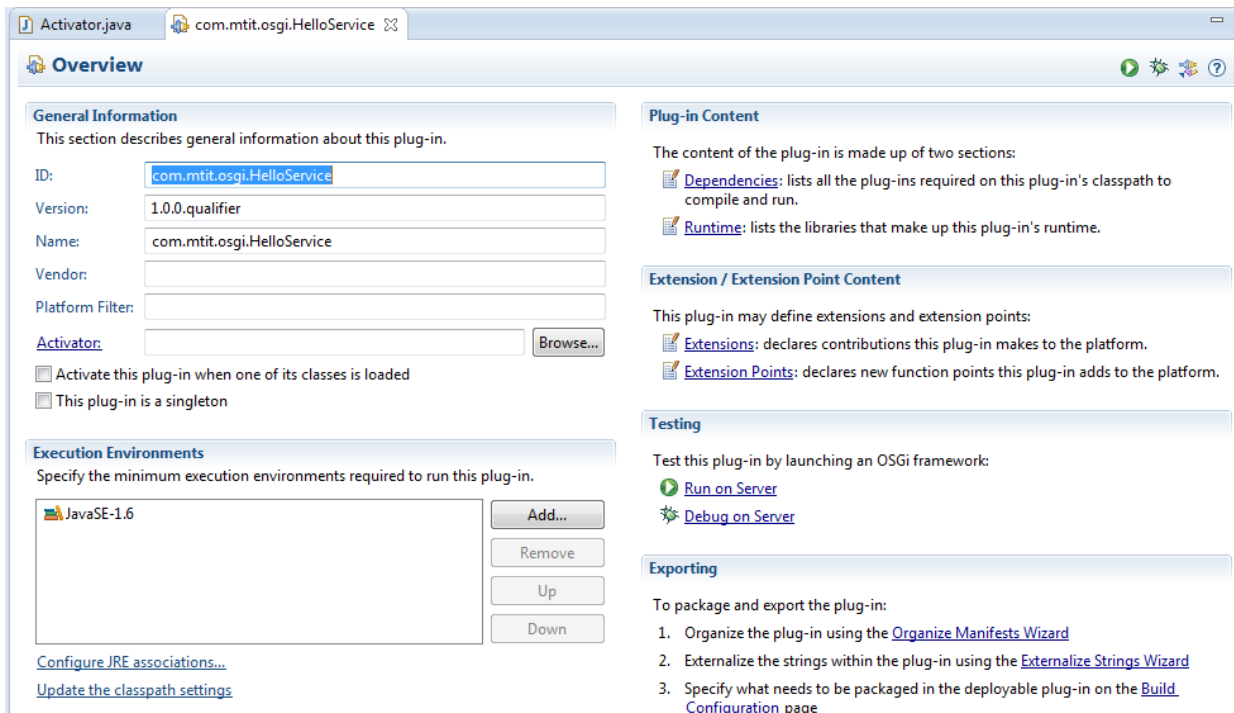 Activator.java
com.mtit.osgi.HelloService
Overview
General Information
This section describes general information about this plug-in.
ID:
com.mtit.osgi.HelloService
Version:
1.0.0.qualifier
Name:
com.mtit.osgi.HelloService
Vendor:
Platform Filter:
Activator:
Browse...
Activate this plug-in when one of its classes is loaded
This plug-in is a singleton
Execution Environments
Specify the minimum execution environments required to run this plug-in.
JavaSE-1.6
Add...
Remove
Up
Down
Configure JRE associations...
Update the classpath settings
Plug-in Content
The content of the plug-in is made up of two sections:
Dependencies: lists all the plug-ins required on this plug-in's classpath to
compile and run.
Runtime: lists the libraries that make up this plug-in's runtime.
Extension / Extension Point Content
This plug-in may define extensions and extension points:
Extensions: declares contributions this plug-in makes to the platform.
Extension Points: declares new function points this plug-in adds to the platform.
Testing
Test this plug-in by launching an OSGi framework:
Run on Server
Debug on Server
Exporting
To package and export the plug-in:
1. Organize the plug-in using the Organize Manifests Wizard
2. Externalize the strings within the plug-in using the Externalize Strings Wizard
3. Specify what needs to be packaged in the deployable plug-in on the Build
Configuration page